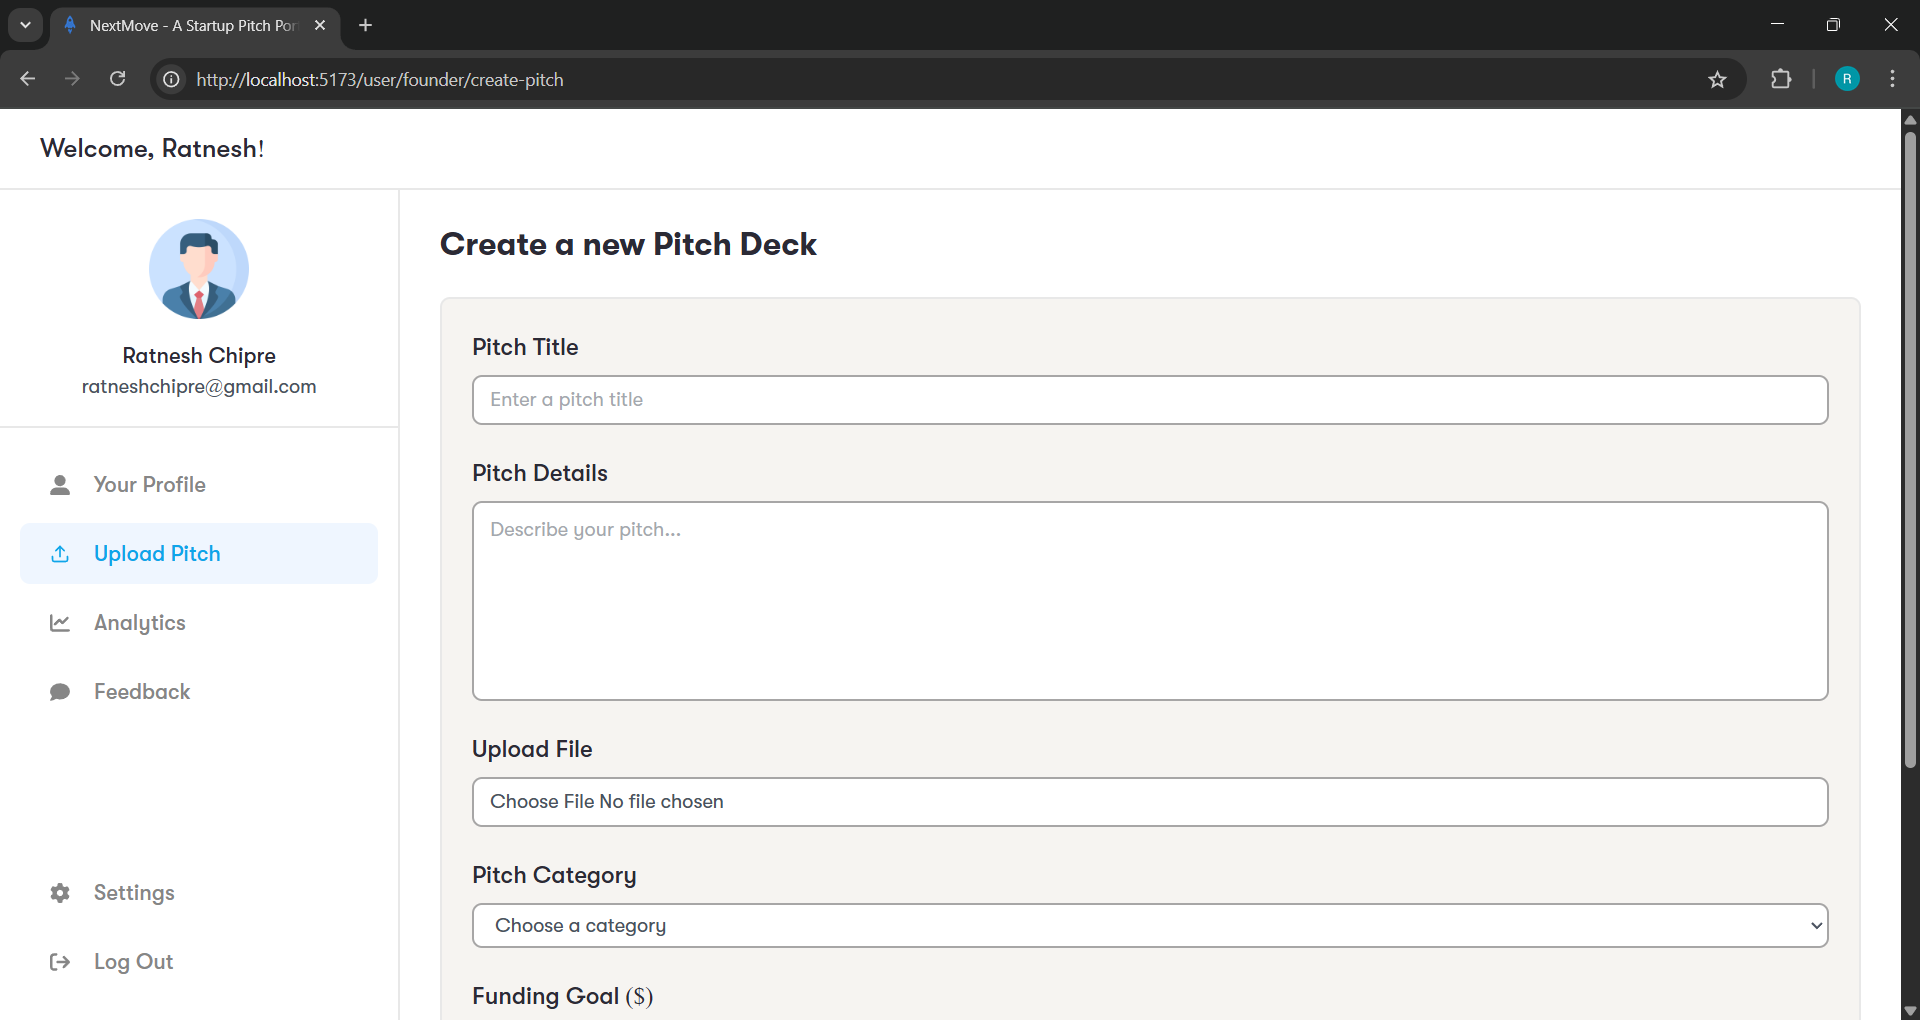 NextMove - A Startup Pitch Por
http://localhost:5173/user/founder/create-pitch
R
Welcome, Ratnesh!
Ratnesh Chipre
ratneshchipre@gmail.com
Your Profile
Upload Pitch
Analytics
Feedback
Settings
Log Out
Create a new Pitch Deck
Pitch Title
Enter a pitch title
Pitch Details
Describe your pitch...
Upload File
Choose File No file chosen
Pitch Category
Choose a category
Funding Goal ($)